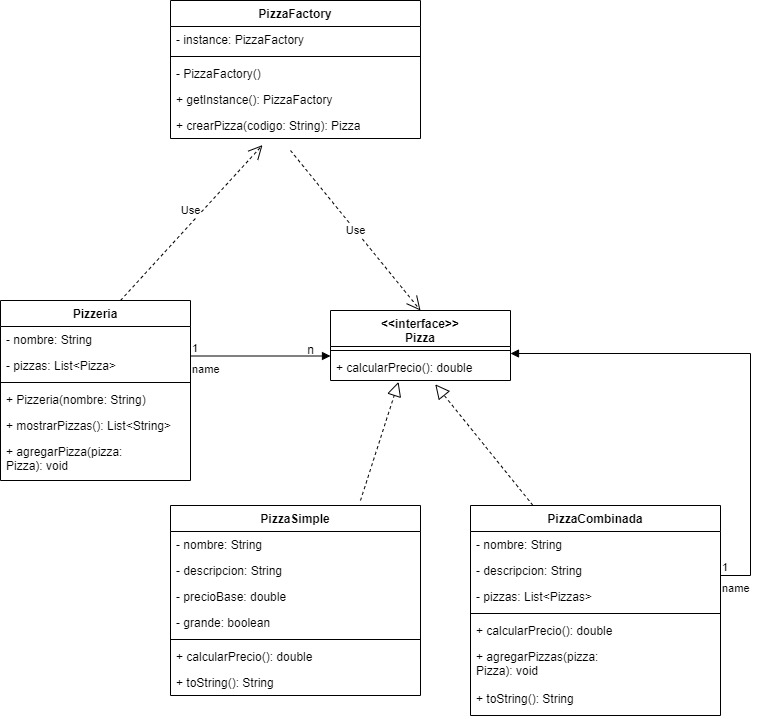 PizzaFactory
- instance: PizzaFactory
- PizzaFactory()
+ getInstance(): PizzaFactory
+ crearPizza(codigo: String): Pizza
Use
Use
Pizzeria
- nombre: String
- pizzas: List<Pizza>
+ Pizzeria(nombre: String)
+ mostrarPizzas(): List<String>
+ agregarPizza(pizza:
Pizza): void
1
name
n
<<interface>>
Pizza
+ calcularPrecio(): double
PizzaSimple
- nombre: String
- descripcion: String
- precioBase: double
- grande: boolean
+ calcularPrecio(): double
+ toString(): String
PizzaCombinada
- nombre: String
- descripcion: String
- pizzas: List<Pizzas>
+ calcularPrecio(): double
+ agregarPizzas(pizza:
Pizza): void
+ toString(): String
1
name